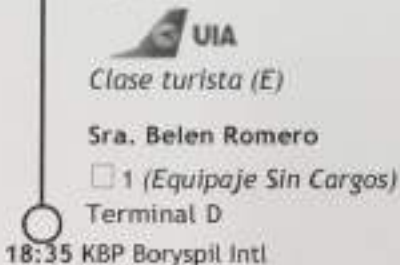 UIA
Clase turista (E)
Sra. Belen Romero
1 (Equipaje Sin Cargos)
Terminal D
18:35 KBP Boryspil Intl